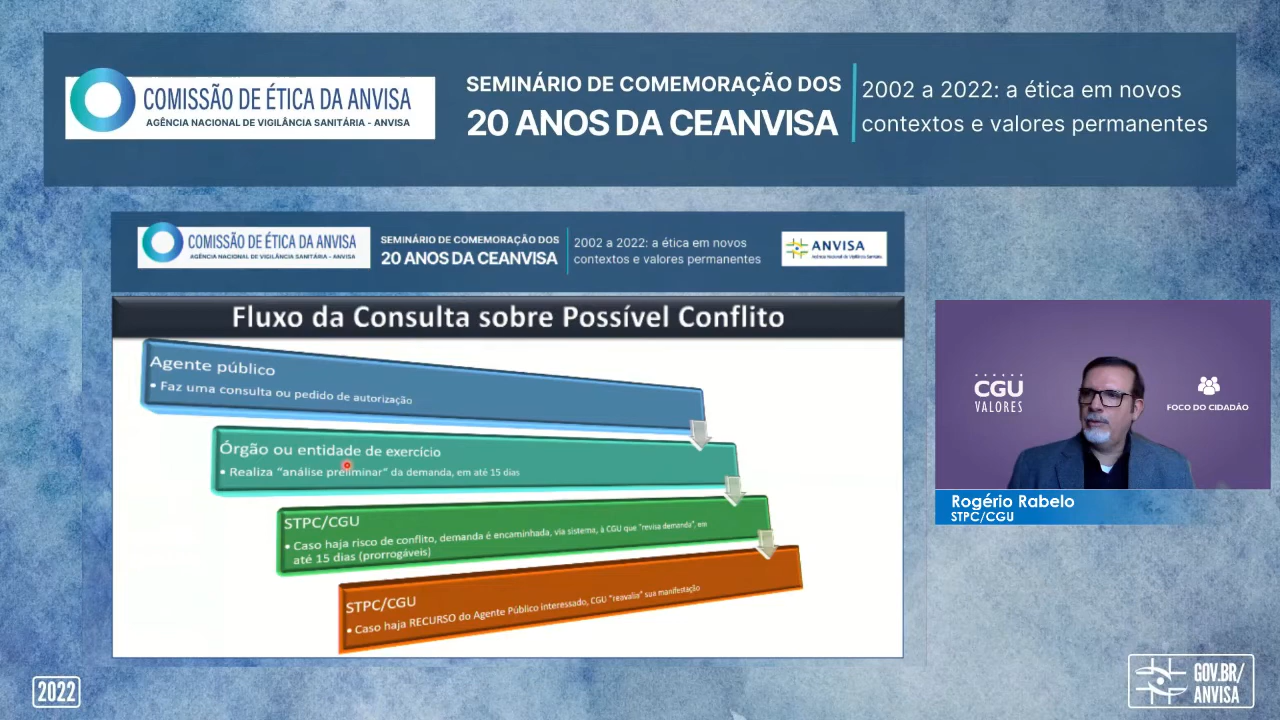 COMISSÃO DE ÉTICA DA ANVISA
AGÊNCIA NACIONAL DE VIGILÂNCIA SANITÁRIA - ANVISA
SEMINÁRIO DE COMEMORAÇÃO DOS
20 ANOS DA CEANVISA
2002 a 2022: a ética em novos
contextos e valores permanentes
COMISSÃO DE ÉTICA DA ANVISA
AGÊNCIA NACIONAL DE VIGILÂNCIA SANITÁRIA - ANVISA
SEMINÁRIO DE COMEMORAÇÃO DOS
20 ANOS DA CEANVISA
2002 a 2022: a ética em novos
contextos e valores permanentes
ANVISA
Agência Nacional de Vigilância Sanitária
Fluxo da Consulta sobre Possível Conflito
Agente público
• Faz uma consulta ou pedido de autorização
Órgão ou entidade de exercício
• Realiza "análise preliminar" da demanda, em até 15 dias
STPC/CGU
• Caso haja risco de conflito, demanda é encaminhada, via sistema, à CGU que "revisa demanda", em
até 15 dias (prorrogáveis)
STPC/CGU
• Caso haja RECURSO do Agente Público interessado, CGU "reavalia" sua manifestação
CGU
VALORES
FOCO DO CIDADÃO
Rogério Rabelo
STPC/CGU
2022
GOV.BR/
ANVISA